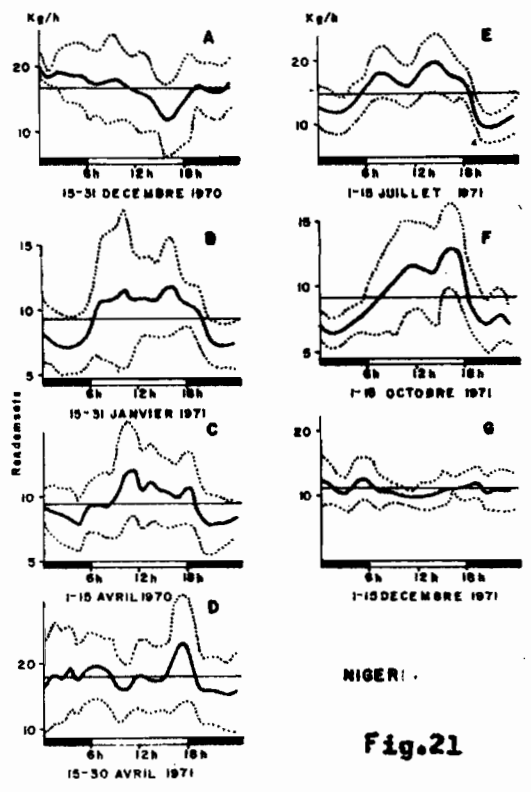 Kg/h
A
20
10
6h 12h 18h
15-31 DECEMBRE 1970
B
15
10
5
6h 12h 18h
15-31 JANVIER 1971
Rendements
C
10
5
6h 12h 18h
1-15 AVRIL 1970
D
20
10
6h 12h 18h
15-30 AVRIL 1971
Kg/h
E
20
10
6h 12h 18h
1-15 JUILLET 1971
F
15
10
5
6h 12h 18h
1-15 OCTOBRE 1971
G
20
10
6h 12h 18h
1-15 DECEMBRE 1971
NIGER
Fig.21